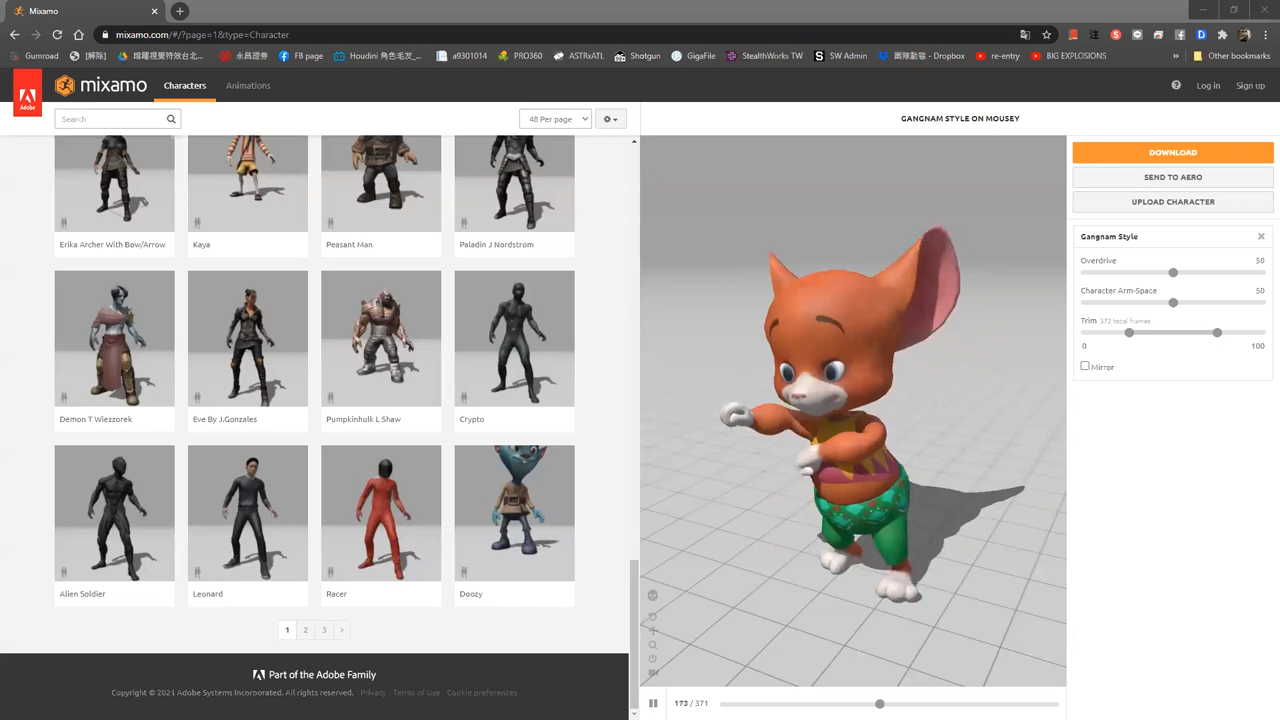 Mixamo
mixamo.com/#/?page=1&type=Character
Gumroad
[解除]
永昌證券
FB page
Houdini 角色毛发...
a9301014
PRO360
ASTRxATL
Shotgun
GigaFile
StealthWorks TW
SW Admin
團隊動態 - Dropbox
re-entry
BIG EXPLOSIONS
»
Other bookmarks
Adobe
mixamo
Characters
Animations
Log in
Sign up
Search
48 Per page
GANGNAM STYLE ON MOUSEY
DOWNLOAD
SEND TO AERO
UPLOAD CHARACTER
Gangnam Style
Overdrive 50
Character Arm-Space 50
Trim 372 total frames
0 100
Mirror
Erika Archer With Bow/Arrow
Kaya
Peasant Man
Paladin J Nordstrom
Demon T Wiezzorek
Eve By J.Gonzales
Pumpkinhulk L Shaw
Crypto
Alien Soldier
Leonard
Racer
Doozy
1 2 3 >
Part of the Adobe Family
Copyright © 2021 Adobe Systems Incorporated. All rights reserved. Privacy Terms of Use Cookie preferences
173 / 371